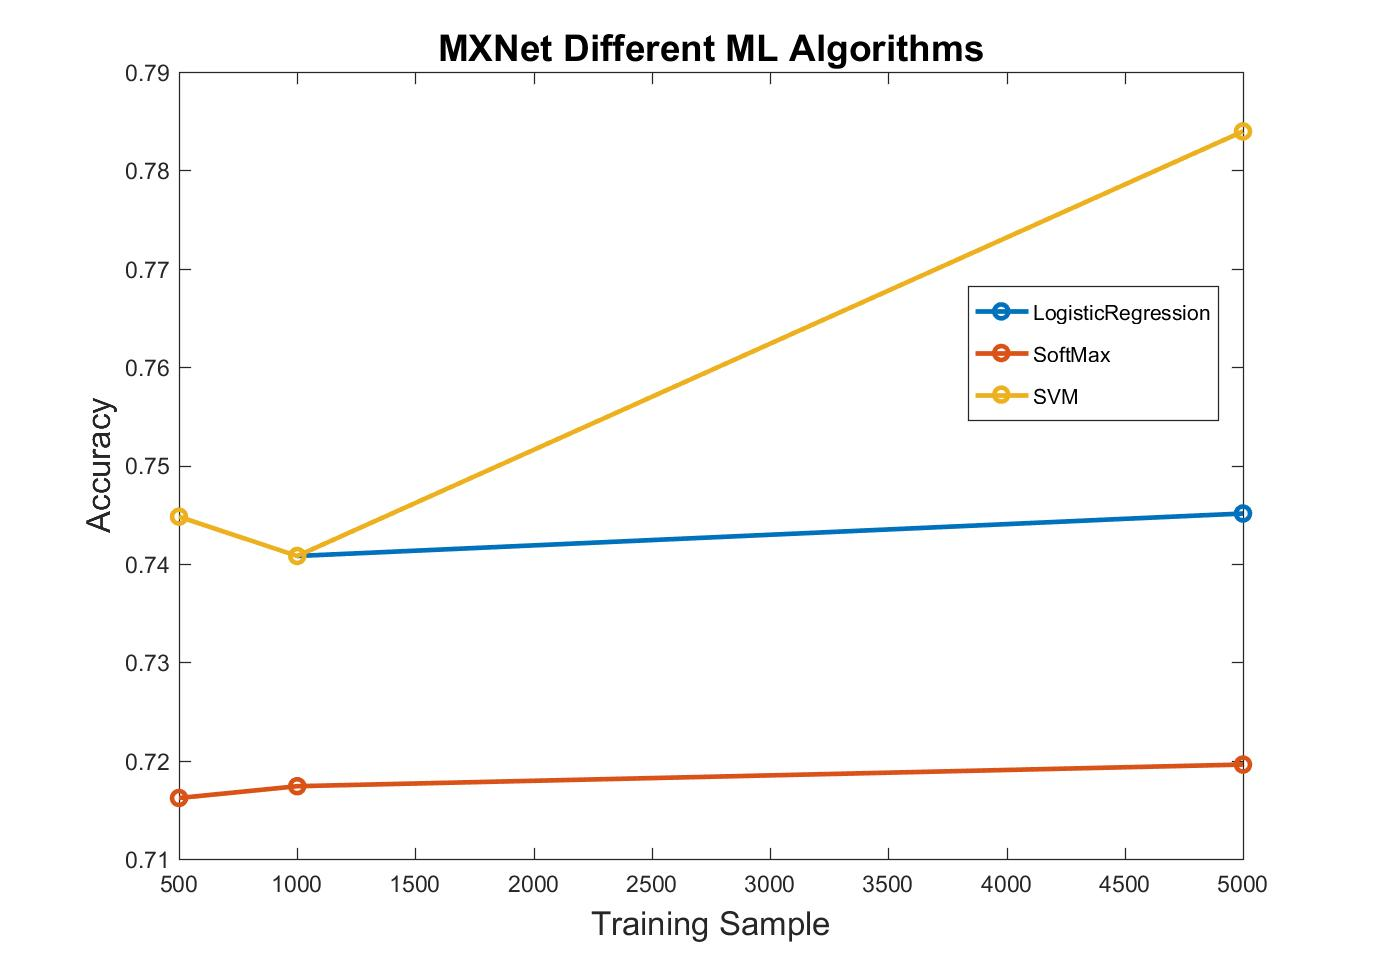 MXNet Different ML Algorithms
0.79
0.78
0.77
0.76
0.75
0.74
0.73
0.72
0.71
Accuracy
LogisticRegression
SoftMax
SVM
500 1000 1500 2000 2500 3000 3500 4000 4500 5000
Training Sample